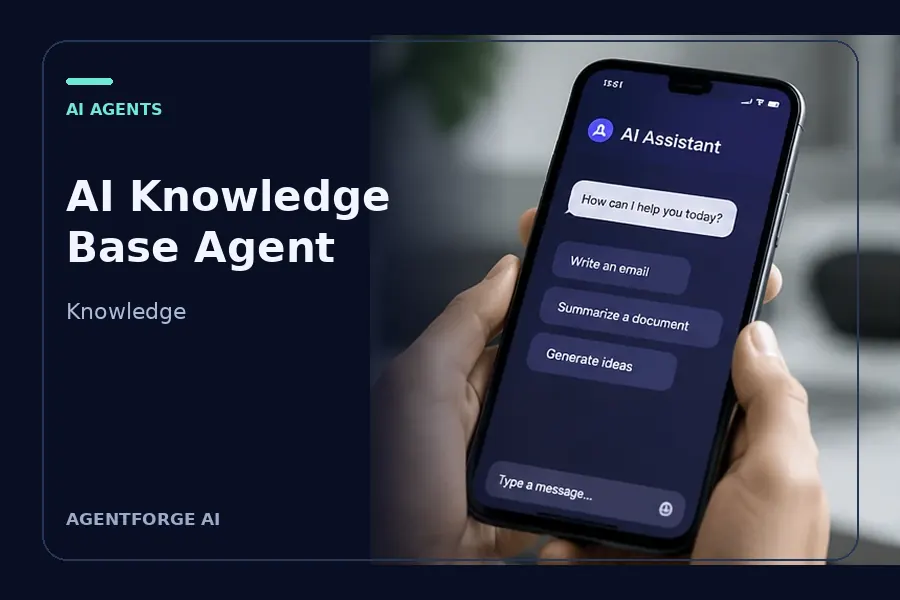 AI AGENTS
AI Knowledge
Base Agent
Knowledge
AGENTFORGE AI
AI Assistant
How can I help you today?
Write an email
Summarize a document
Generate ideas
Type a message...